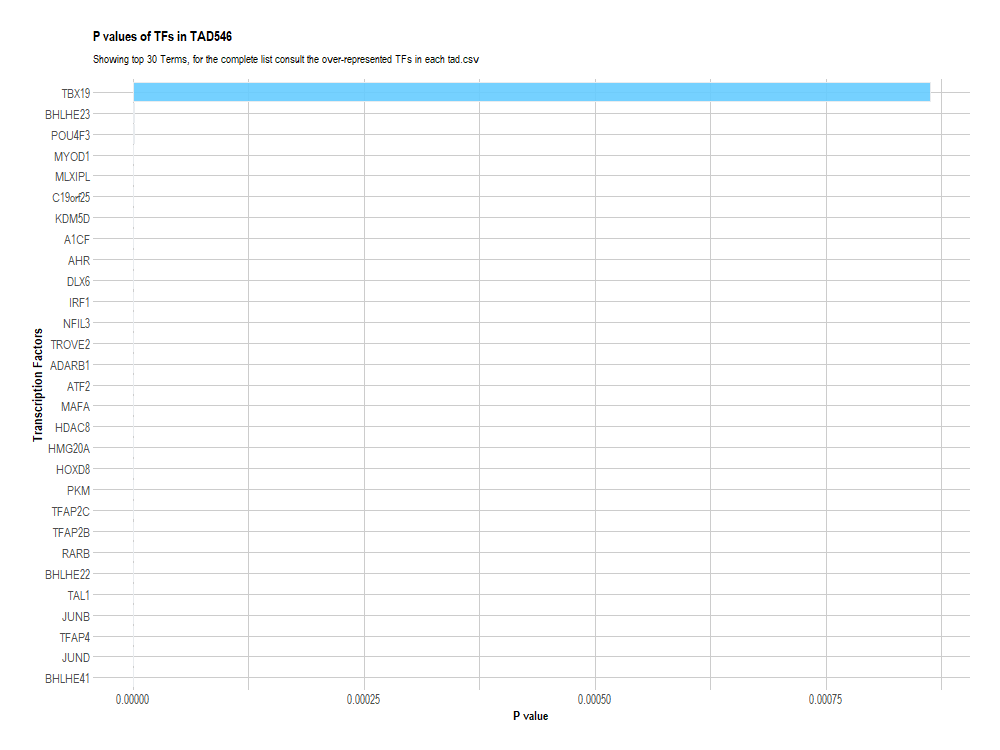 P values of TFs in TAD546
Showing top 30 Terms, for the complete list consult the over-represented TFs in each tad.csv
TBX19
BHLHE23
POU4F3
MYOD1
MLXIPL
C19orf25
KDM5D
A1CF
AHR
DLX6
IRF1
NFIL3
TROVE2
ADARB1
ATF2
MAFA
HDAC8
HMG20A
HOXD8
PKM
TFAP2C
TFAP2B
RARB
BHLHE22
TAL1
JUNB
TFAP4
JUND
BHLHE41
Transcription Factors
0.00000 0.00025 0.00050 0.00075
P value